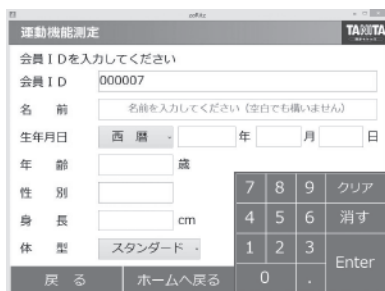 運動機能測定
TANITA
会員IDを入力してください
会員ID 000007
名 前 名前を入力してください(空白でも構いません)
生年月日 西 暦 年 月 日
年 齢 歳
性 別
身 長 cm
体 型 スタンダード
7 8 9 クリア
4 5 6 消す
1 2 3 Enter
0 .
戻 る ホームへ戻る